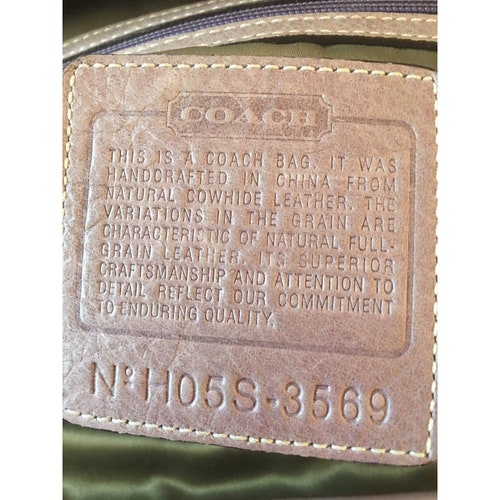 COACH
THIS IS A COACH BAG. IT WAS
HANDCRAFTED IN CHINA FROM
NATURAL COWHIDE LEATHER. THE
VARIATIONS IN THE GRAIN ARE
CHARACTERISTIC OF NATURAL FULL-
GRAIN LEATHER. ITS SUPERIOR
CRAFTSMANSHIP AND ATTENTION TO
DETAIL REFLECT OUR COMMITMENT
TO ENDURING QUALITY.
Nº H05S-3569